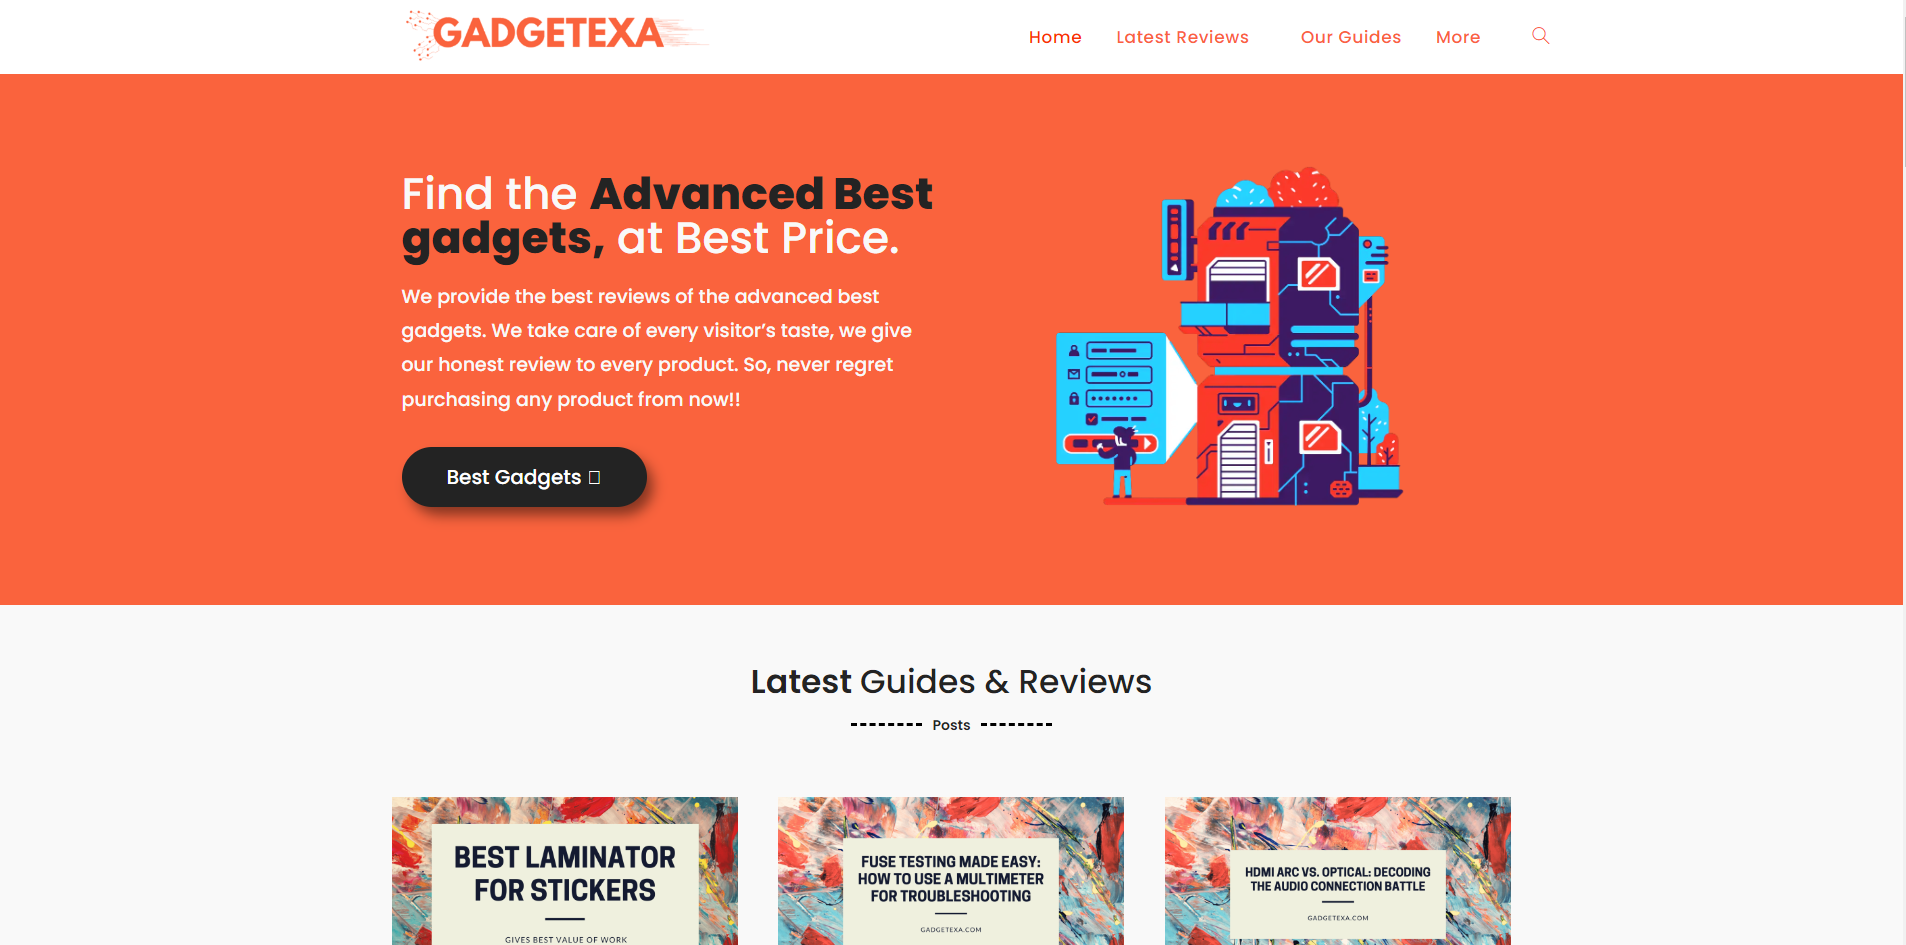 GADGETEXA
Home Latest Reviews Our Guides More
Find the Advanced Best
gadgets, at Best Price.
We provide the best reviews of the advanced best
gadgets. We take care of every visitor’s taste, we give
our honest review to every product. So, never regret
purchasing any product from now!!
Best Gadgets
Latest Guides & Reviews
Posts
BEST LAMINATOR
FOR STICKERS
GIVES BEST VALUE OF WORK
FUSE TESTING MADE EASY:
HOW TO USE A MULTIMETER
FOR TROUBLESHOOTING
GADGETEXA.COM
HDMI ARC VS. OPTICAL: DECODING
THE AUDIO CONNECTION BATTLE
GADGETEXA.COM